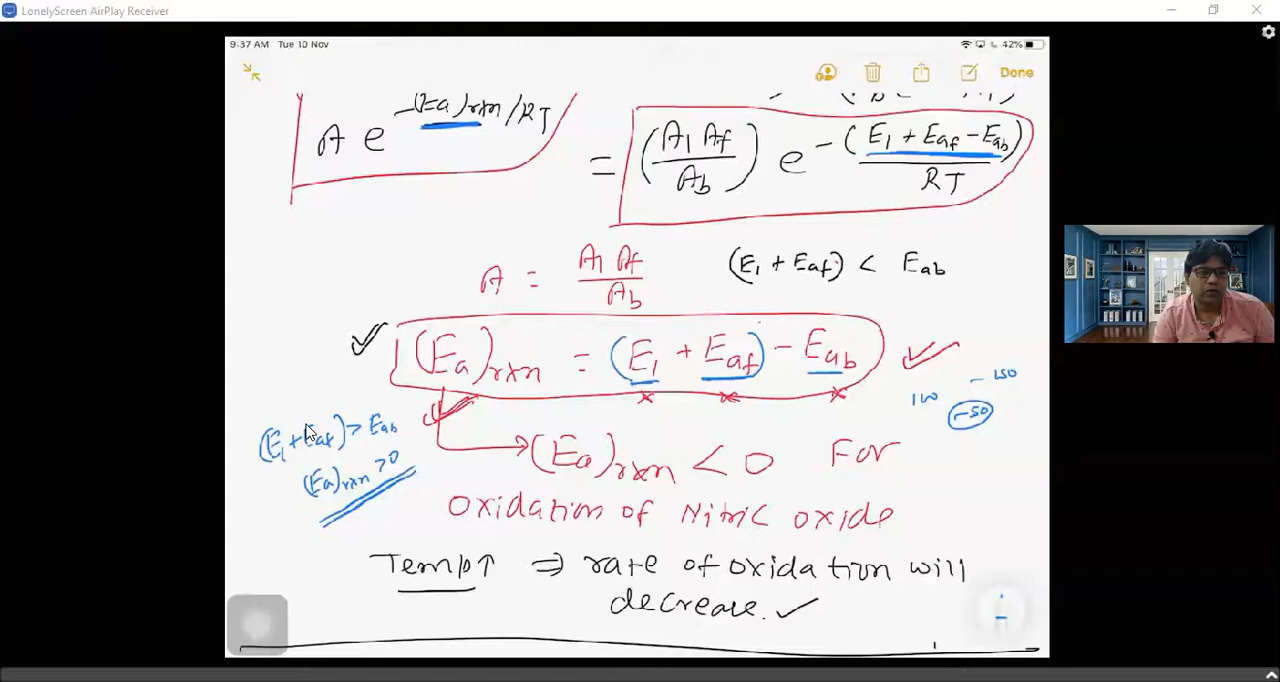 LonelyScreen AirPlay Receiver
9:37 AM Tue 10 Nov
42%
Done
A e^{-(Ea)rxn/RT}
= (A1 Af / Ab) e^{-(E1 + Eaf - Eab) / RT}
A = A1 Af / Ab
(E1 + Eaf) < Eab
(Ea)rxn = (E1 + Eaf) - Eab
100 - 150
-50
(E1 + Eaf) > Eab
(Ea)rxn > 0
(Ea)rxn < 0 For
Oxidation of Nitric oxide
Temp↑ ⇒ rate of oxidation will
decrease. ✓